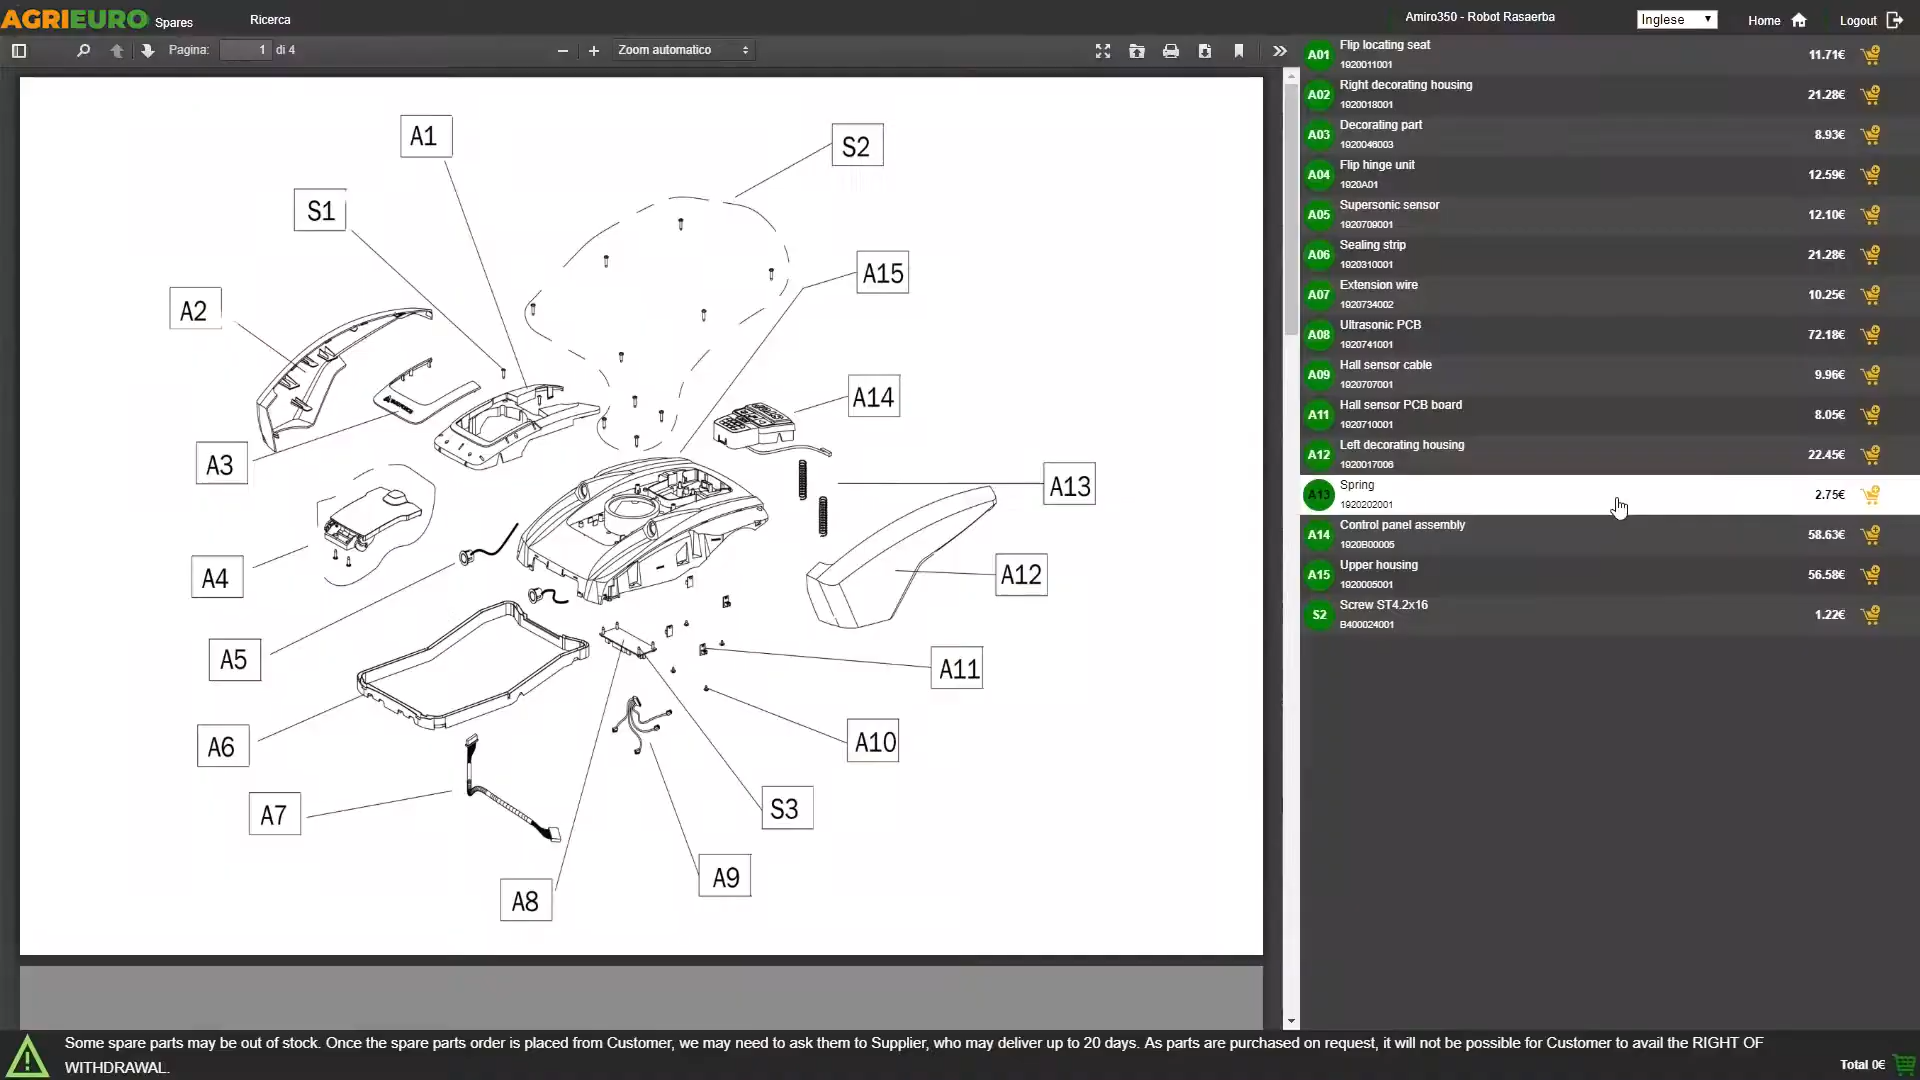 AGRIEURO Spares
Ricerca
Amiro350 - Robot Rasaerba
Inglese
Home
Logout
Pagina: 1 di 4
Zoom automatico
A1
S2
S1
A15
A2
A14
A3
A13
A4
A12
A5
A11
A6
A10
A7
S3
A9
A8
A01 Flip locating seat 11.71€
1920011001
A02 Right decorating housing 21.28€
1920018001
A03 Decorating part 8.93€
1920046003
A04 Flip hinge unit 12.59€
1920A01
A05 Supersonic sensor 12.10€
1920709001
A06 Sealing strip 21.28€
1920310001
A07 Extension wire 10.25€
1920734002
A08 Ultrasonic PCB 72.18€
1920741001
A09 Hall sensor cable 9.96€
1920707001
A11 Hall sensor PCB board 8.05€
1920710001
A12 Left decorating housing 22.45€
1920017006
A13 Spring 2.75€
1920202001
A14 Control panel assembly 58.63€
1920B00005
A15 Upper housing 56.58€
1920005001
S2 Screw ST4.2x16 1.22€
B400024001
Some spare parts may be out of stock. Once the spare parts order is placed from Customer, we may need to ask them to Supplier, who may deliver up to 20 days. As parts are purchased on request, it will not be possible for Customer to avail the RIGHT OF
WITHDRAWAL.
Total 0€